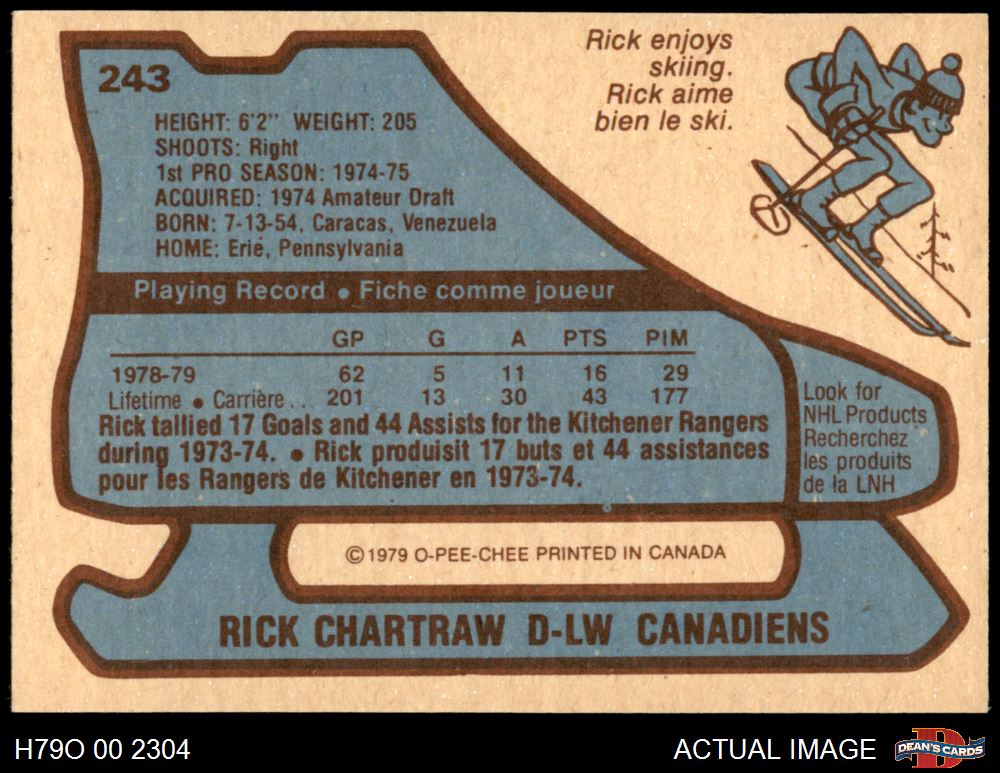 243
Rick enjoys
skiing.
Rick aime
bien le ski.
HEIGHT: 6'2" WEIGHT: 205
SHOOTS: Right
1st PRO SEASON: 1974-75
ACQUIRED: 1974 Amateur Draft
BORN: 7-13-54, Caracas, Venezuela
HOME: Erie, Pennsylvania
Playing Record • Fiche comme joueur
GP G A PTS PIM
1978-79 62 5 11 16 29
Lifetime • Carrière . . 201 13 30 43 177
Rick tallied 17 Goals and 44 Assists for the Kitchener Rangers
during 1973-74. • Rick produisit 17 buts et 44 assistances
pour les Rangers de Kitchener en 1973-74.
Look for
NHL Products
Recherchez
les produits
de la LNH
©1979 O-PEE-CHEE PRINTED IN CANADA
RICK CHARTRAW D-LW CANADIENS
H79O 00 2304
ACTUAL IMAGE
DEAN'S CARDS